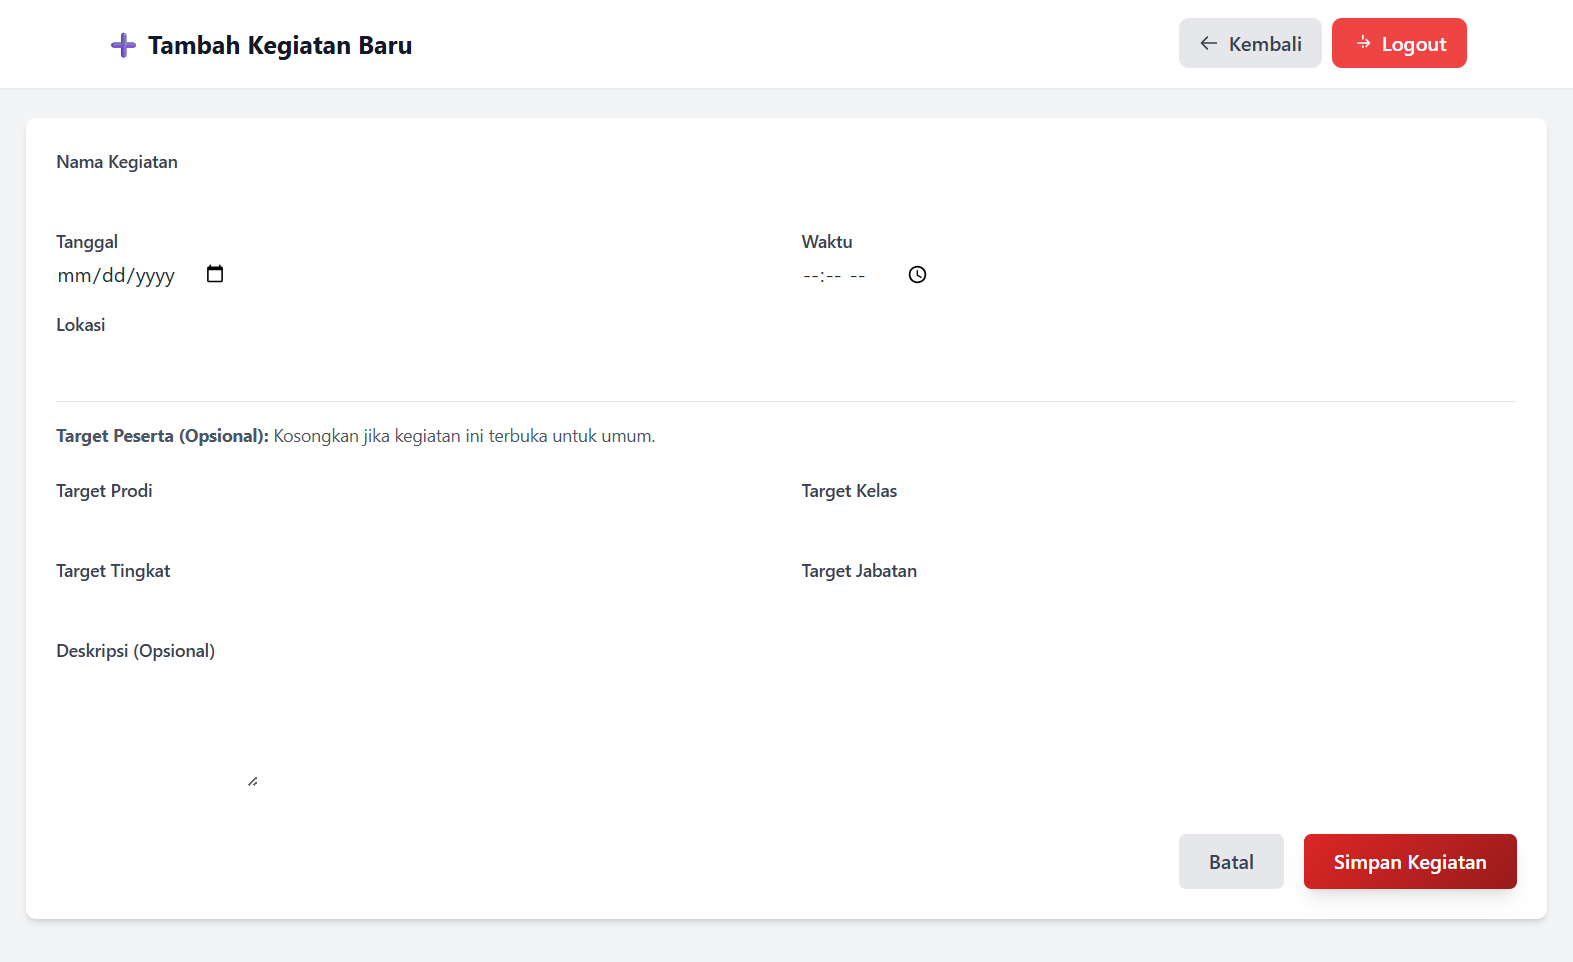 Tambah Kegiatan Baru
Kembali
Logout
Nama Kegiatan
Tanggal
Waktu
mm/dd/yyyy
--:-- --
Lokasi
Target Peserta (Opsional): Kosongkan jika kegiatan ini terbuka untuk umum.
Target Prodi
Target Kelas
Target Tingkat
Target Jabatan
Deskripsi (Opsional)
Batal
Simpan Kegiatan